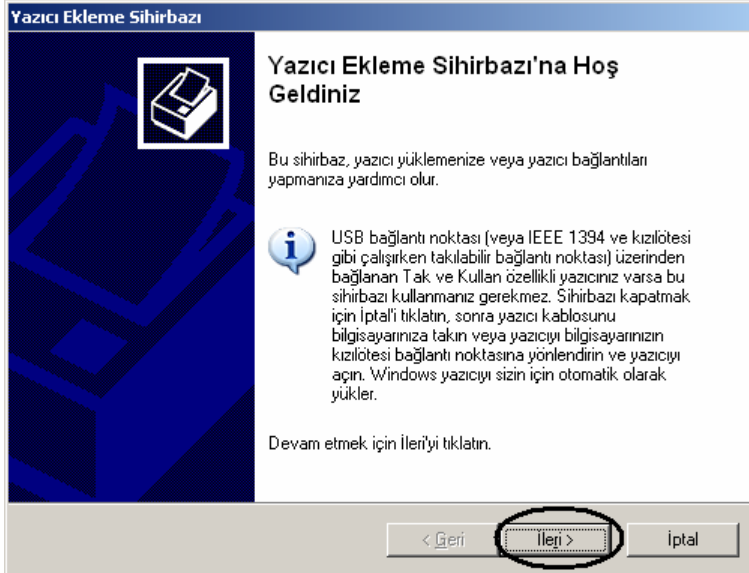 Yazıcı Ekleme Sihirbazı
Yazıcı Ekleme Sihirbazı'na Hoş
Geldiniz
Bu sihirbaz, yazıcı yüklemenize veya yazıcı bağlantıları
yapmanıza yardımcı olur.
USB bağlantı noktası (veya IEEE 1394 ve kızılötesi
gibi çalışırken takılabilir bağlantı noktası) üzerinden
bağlanan Tak ve Kullan özellikli yazıcınız varsa bu
sihirbazı kullanmanız gerekmez. Sihirbazı kapatmak
için İptal'i tıklatın, sonra yazıcı kablosunu
bilgisayarınıza takın veya yazıcıyı bilgisayarınızın
kızılötesi bağlantı noktasına yönlendirin ve yazıcıyı
açın. Windows yazıcıyı sizin için otomatik olarak
yükler.
Devam etmek için İleri'yi tıklatın.
< Geri İleri > İptal